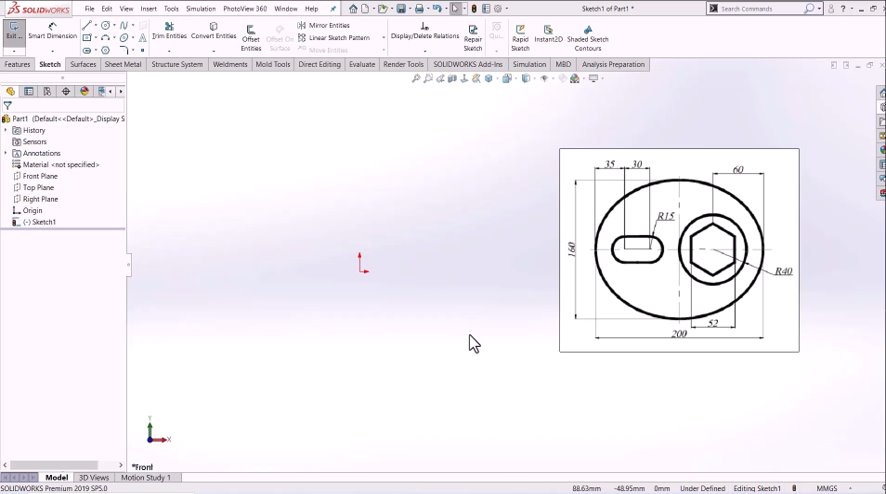 SOLIDWORKS File Edit View Insert Tools Simulation PhotoView 360 Window Help Sketch1 of Part1 * Search Commands
Exit... Smart Dimension Trim Entities Convert Entities Offset Entities Offset On Surface Mirror Entities Linear Sketch Pattern Move Entities Display/Delete Relations Repair Sketch Qui... Rapid Sketch Instant2D Shaded Sketch Contours
Features Sketch Surfaces Sheet Metal Structure System Weldments Mold Tools Direct Editing Evaluate Render Tools SOLIDWORKS Add-Ins Simulation MBD Analysis Preparation
Part1 (Default<<Default>_Display S
History
Sensors
Annotations
Material <not specified>
Front Plane
Top Plane
Right Plane
Origin
(-) Sketch1
35 30 60
R15
160
R40
52
200
Y
X
*Front
Model 3D Views Motion Study 1
SOLIDWORKS Premium 2019 SP5.0 88.63mm -48.95mm 0mm Under Defined Editing Sketch1 MMGS